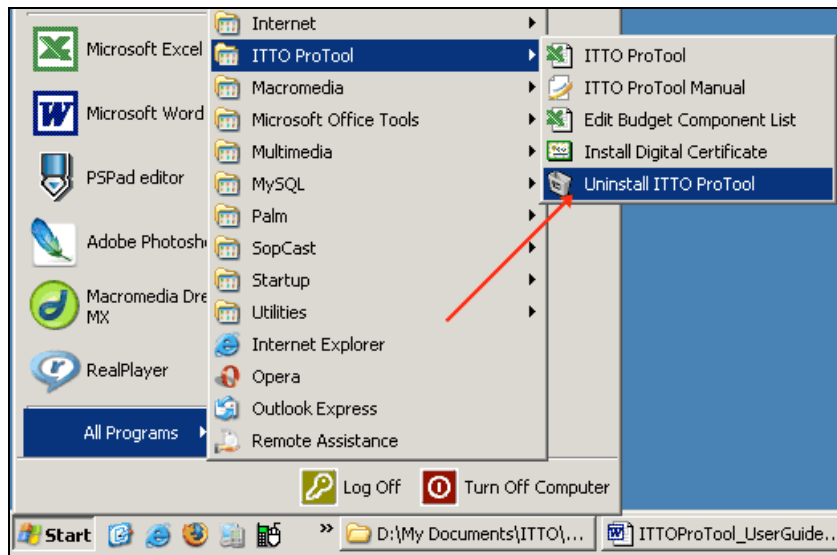 Microsoft Excel
Microsoft Word
PSPad editor
Adobe Photosh
Macromedia Dre
MX
RealPlayer
All Programs
Internet
ITTO ProTool
Macromedia
Microsoft Office Tools
Multimedia
MySQL
Palm
SopCast
Startup
Utilities
Internet Explorer
Opera
Outlook Express
Remote Assistance
ITTO ProTool
ITTO ProTool Manual
Edit Budget Component List
Install Digital Certificate
Uninstall ITTO ProTool
Log Off
Turn Off Computer
Start
»
D:\My Documents\ITTO\...
ITTOProTool_UserGuide...